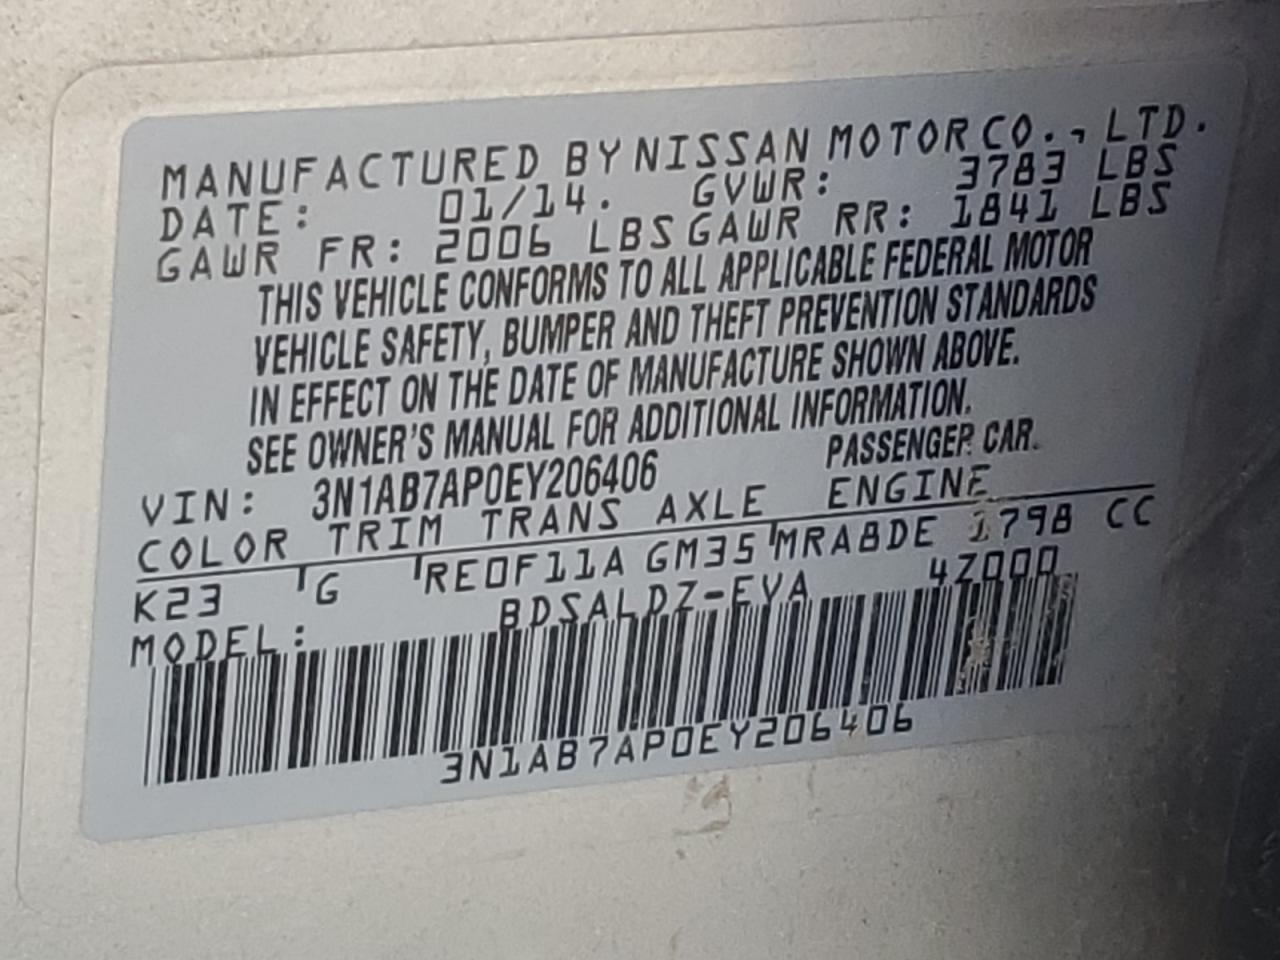 MANUFACTURED BY NISSAN MOTOR CO., LTD.
DATE: 01/14. GVWR: 3783 LBS
GAWR FR: 2006 LBS GAWR RR: 1841 LBS
THIS VEHICLE CONFORMS TO ALL APPLICABLE FEDERAL MOTOR
VEHICLE SAFETY, BUMPER AND THEFT PREVENTION STANDARDS
IN EFFECT ON THE DATE OF MANUFACTURE SHOWN ABOVE.
SEE OWNER'S MANUAL FOR ADDITIONAL INFORMATION.
VIN: 3N1AB7AP0EY206406 PASSENGER CAR.
COLOR TRIM TRANS AXLE ENGINE
K23 G RE0F11A GM35 MRA8DE 1798 CC
MODEL: BDSALDZ-EVA 4Z000
3N1AB7AP0EY206406